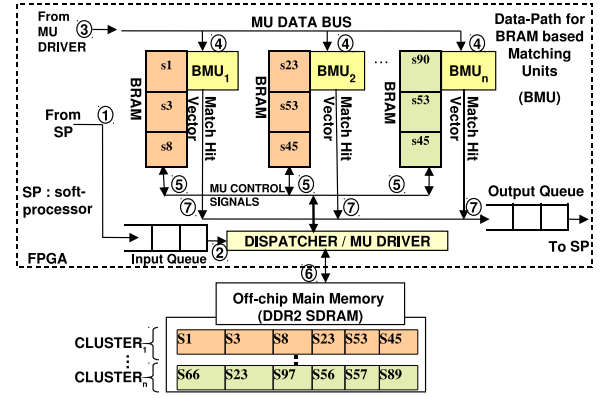 From
MU
DRIVER
③
MU DATA BUS
Data-Path for
BRAM based
Matching
Units
(BMU)
④ ④ ④
s1 BMU1 s23 BMU2 ... s90 BMUn
BRAM s3 Match Hit Vector
BRAM s53 Match Hit Vector
BRAM s53 Match Hit Vector
s8 s45 s45
From
SP
①
⑤ ⑤ ⑤
MU CONTROL
SIGNALS
⑦ ⑦ ⑦
SP : soft-
processor
Output Queue
To SP
Input Queue
②
DISPATCHER / MU DRIVER
FPGA
⑥
Off-chip Main Memory
(DDR2 SDRAM)
CLUSTER1 S1 S3 S8 S23 S53 S45
CLUSTERn S66 S23 S97 S56 S57 S89